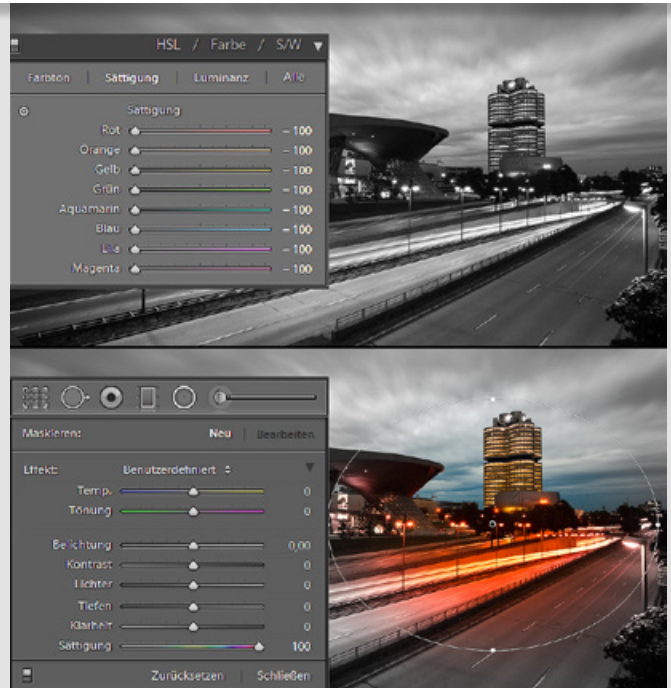 HSL / Farbe / S/W
Farbton | Sättigung | Luminanz | Alle
Sättigung
Rot -100
Orange -100
Gelb -100
Grün -100
Aquamarin -100
Blau -100
Lila -100
Magenta -100
Maskieren: Neu | Bearbeiten
Effekt: Benutzerdefiniert
Temp. 0
Tönung 0
Belichtung 0,00
Kontrast 0
Lichter 0
Tiefen 0
Klarheit 0
Sättigung 100
Zurücksetzen | Schließen